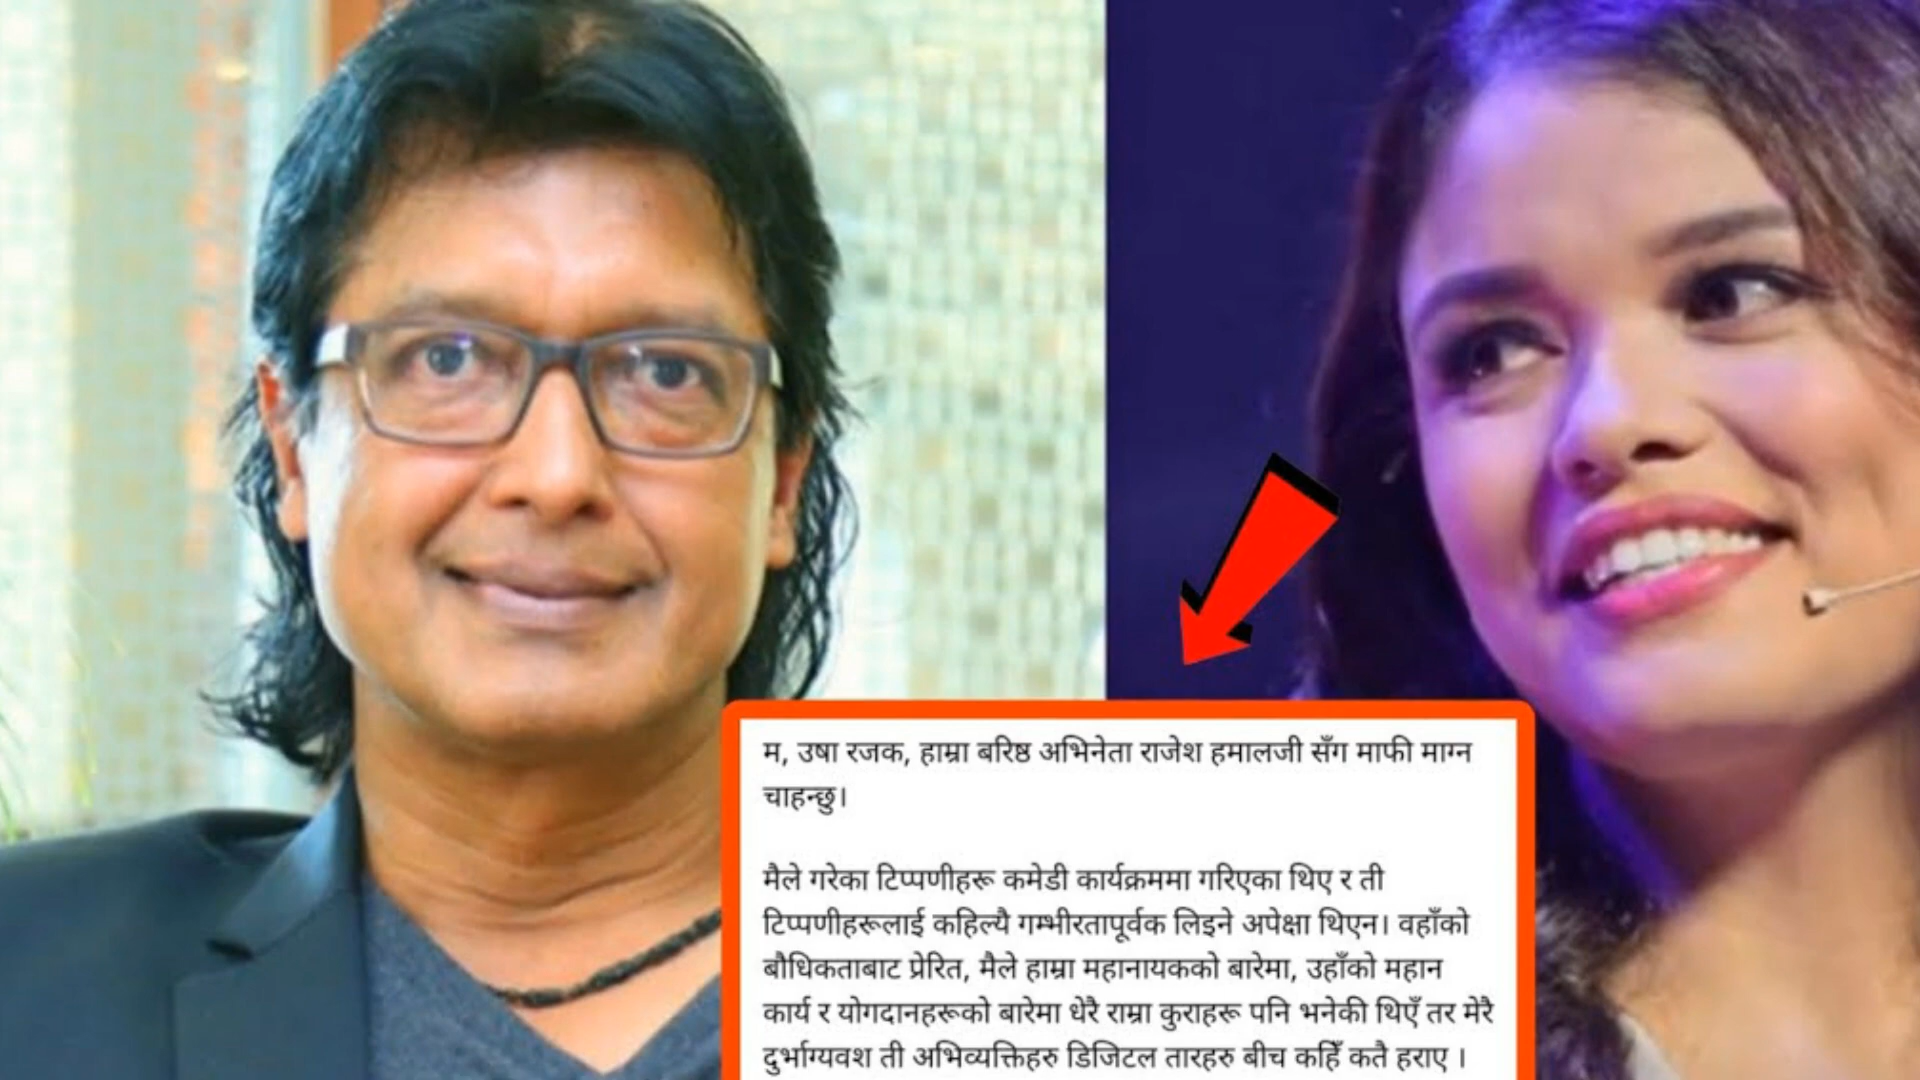 म, उषा रजक, हाम्रा बरिष्ठ अभिनेता राजेश हमालजी सँग माफी माग्न
चाहन्छु।
मैले गरेका टिप्पणीहरू कमेडी कार्यक्रममा गरिएका थिए र ती
टिप्पणीहरूलाई कहिल्यै गम्भीरतापूर्वक लिइने अपेक्षा थिएन। वहाँको
बौधिकताबाट प्रेरित, मैले हाम्रा महानायकको बारेमा, उहाँको महान
कार्य र योगदानहरूको बारेमा धेरै राम्रा कुराहरू पनि भनेकी थिएँ तर मेरै
दुर्भाग्यवश ती अभिव्यक्तिहरु डिजिटल तारहरु बीच कहिँ कतै हराए ।